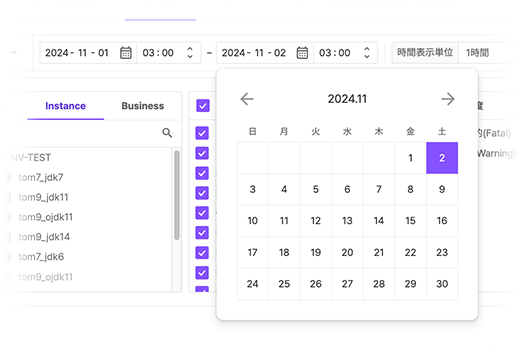 2024- 11 - 01 03 : 00 ~ 2024- 11 - 02 03 : 00 時間表示単位 1時間
Instance Business
NV-TEST
tom7_jdk7
tom9_jdk11
tom9_ojdk11
tom9_jdk14
tom7_jdk6
tom9_ojdk11
2024.11
日 月 火 水 木 金 土
1 2
3 4 5 6 7 8 9
10 11 12 13 14 15 16
17 18 19 20 21 22 23
24 25 26 27 28 29 30
度
的(Fatal)
Warning)